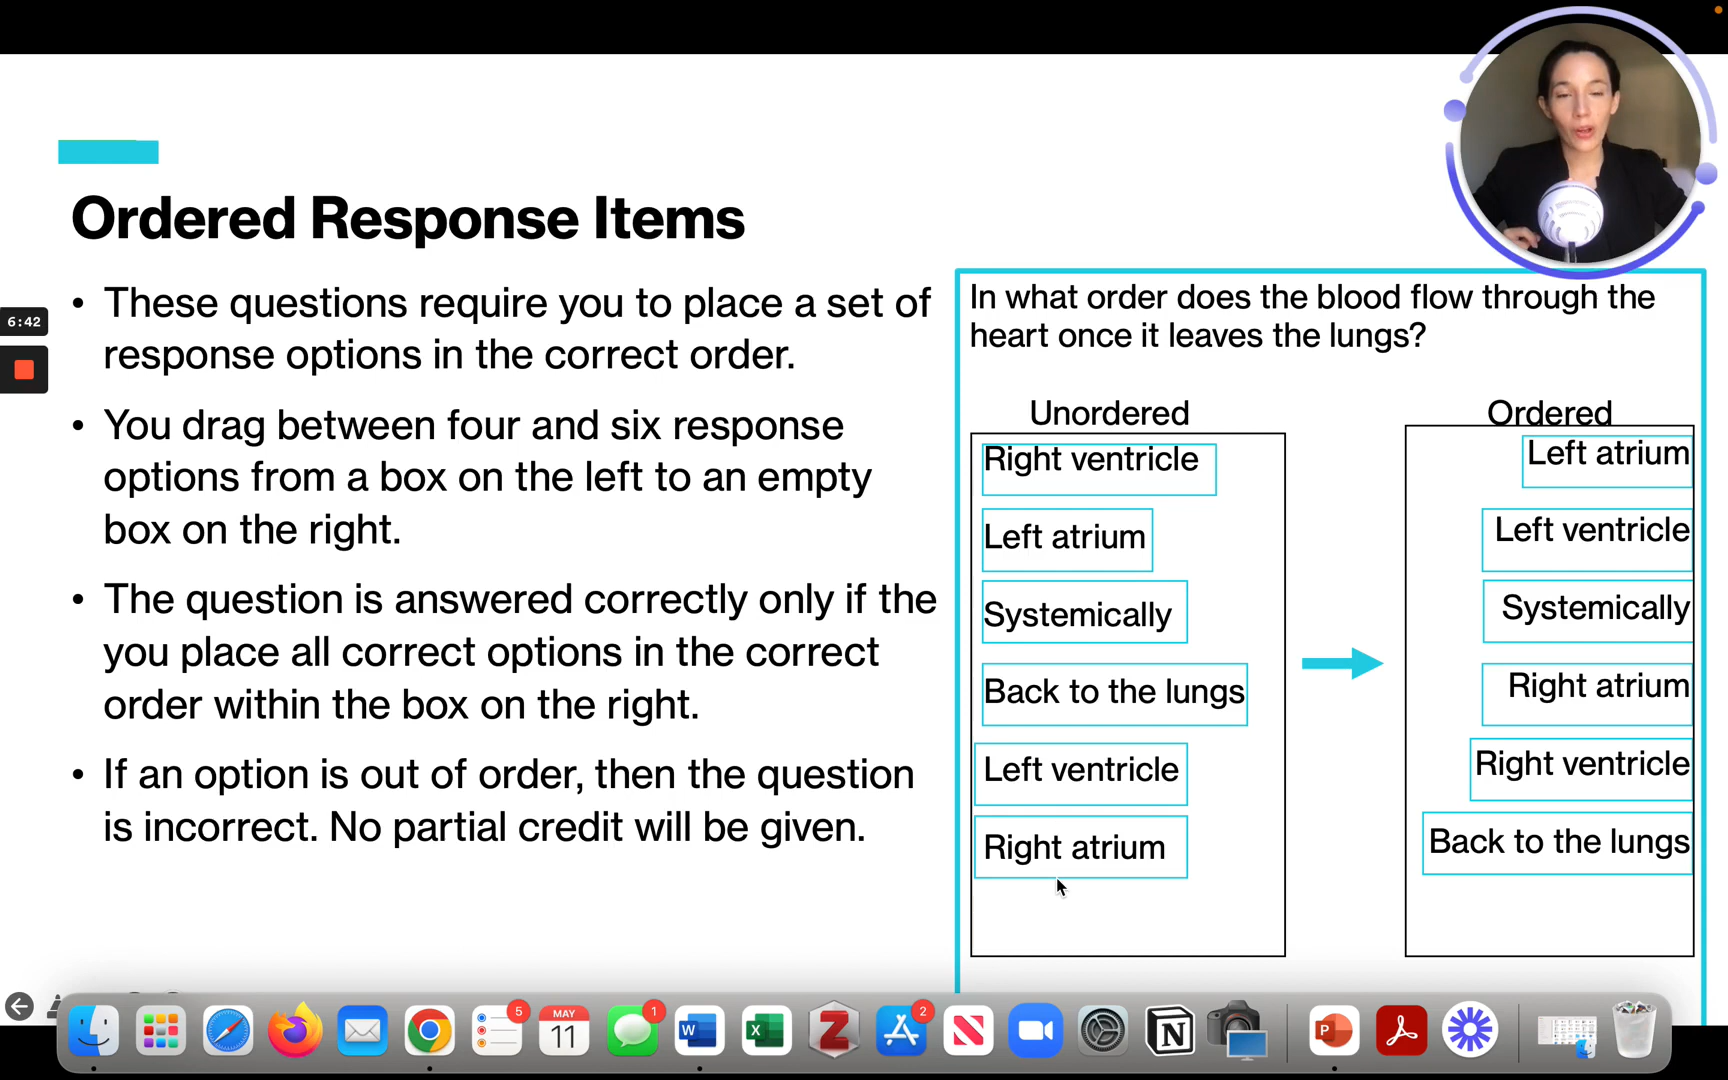 Ordered Response Items
• These questions require you to place a set of
response options in the correct order.
• You drag between four and six response
options from a box on the left to an empty
box on the right.
• The question is answered correctly only if the
you place all correct options in the correct
order within the box on the right.
• If an option is out of order, then the question
is incorrect. No partial credit will be given.
6:42
In what order does the blood flow through the
heart once it leaves the lungs?
Unordered
Right ventricle
Left atrium
Systemically
Back to the lungs
Left ventricle
Right atrium
Ordered
Left atrium
Left ventricle
Systemically
Right atrium
Right ventricle
Back to the lungs
5
MAY
11
1
W
X
Z
2
N
N
P